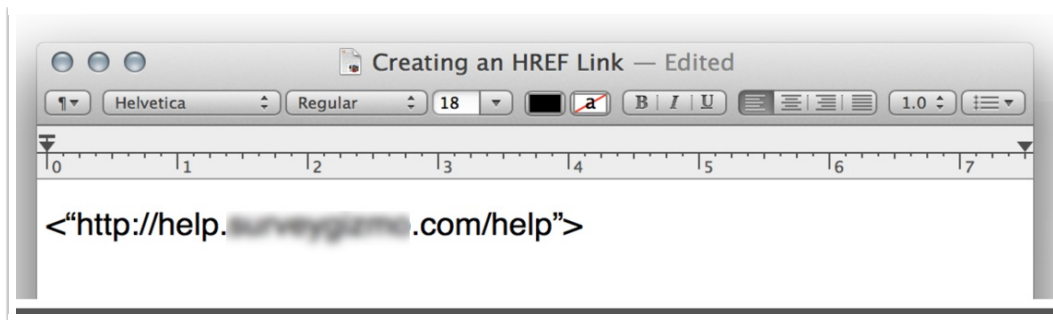 Creating an HREF Link — Edited
Helvetica Regular 18 a B I U 1.0
0 1 2 3 4 5 6 7
<“http://help. .com/help”>